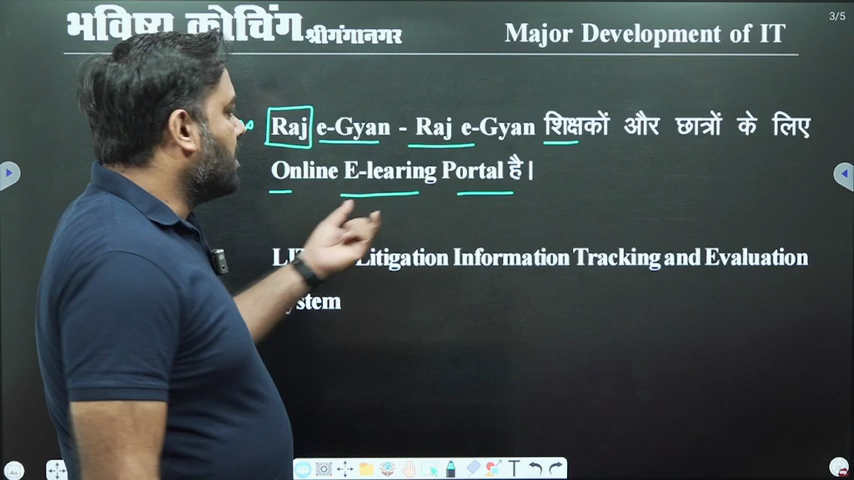 भविष्य कोचिंग श्रीगंगानगर
Major Development of IT
3/5
Raj e-Gyan - Raj e-Gyan शिक्षकों और छात्रों के लिए
Online E-learing Portal है।
Litigation Information Tracking and Evaluation